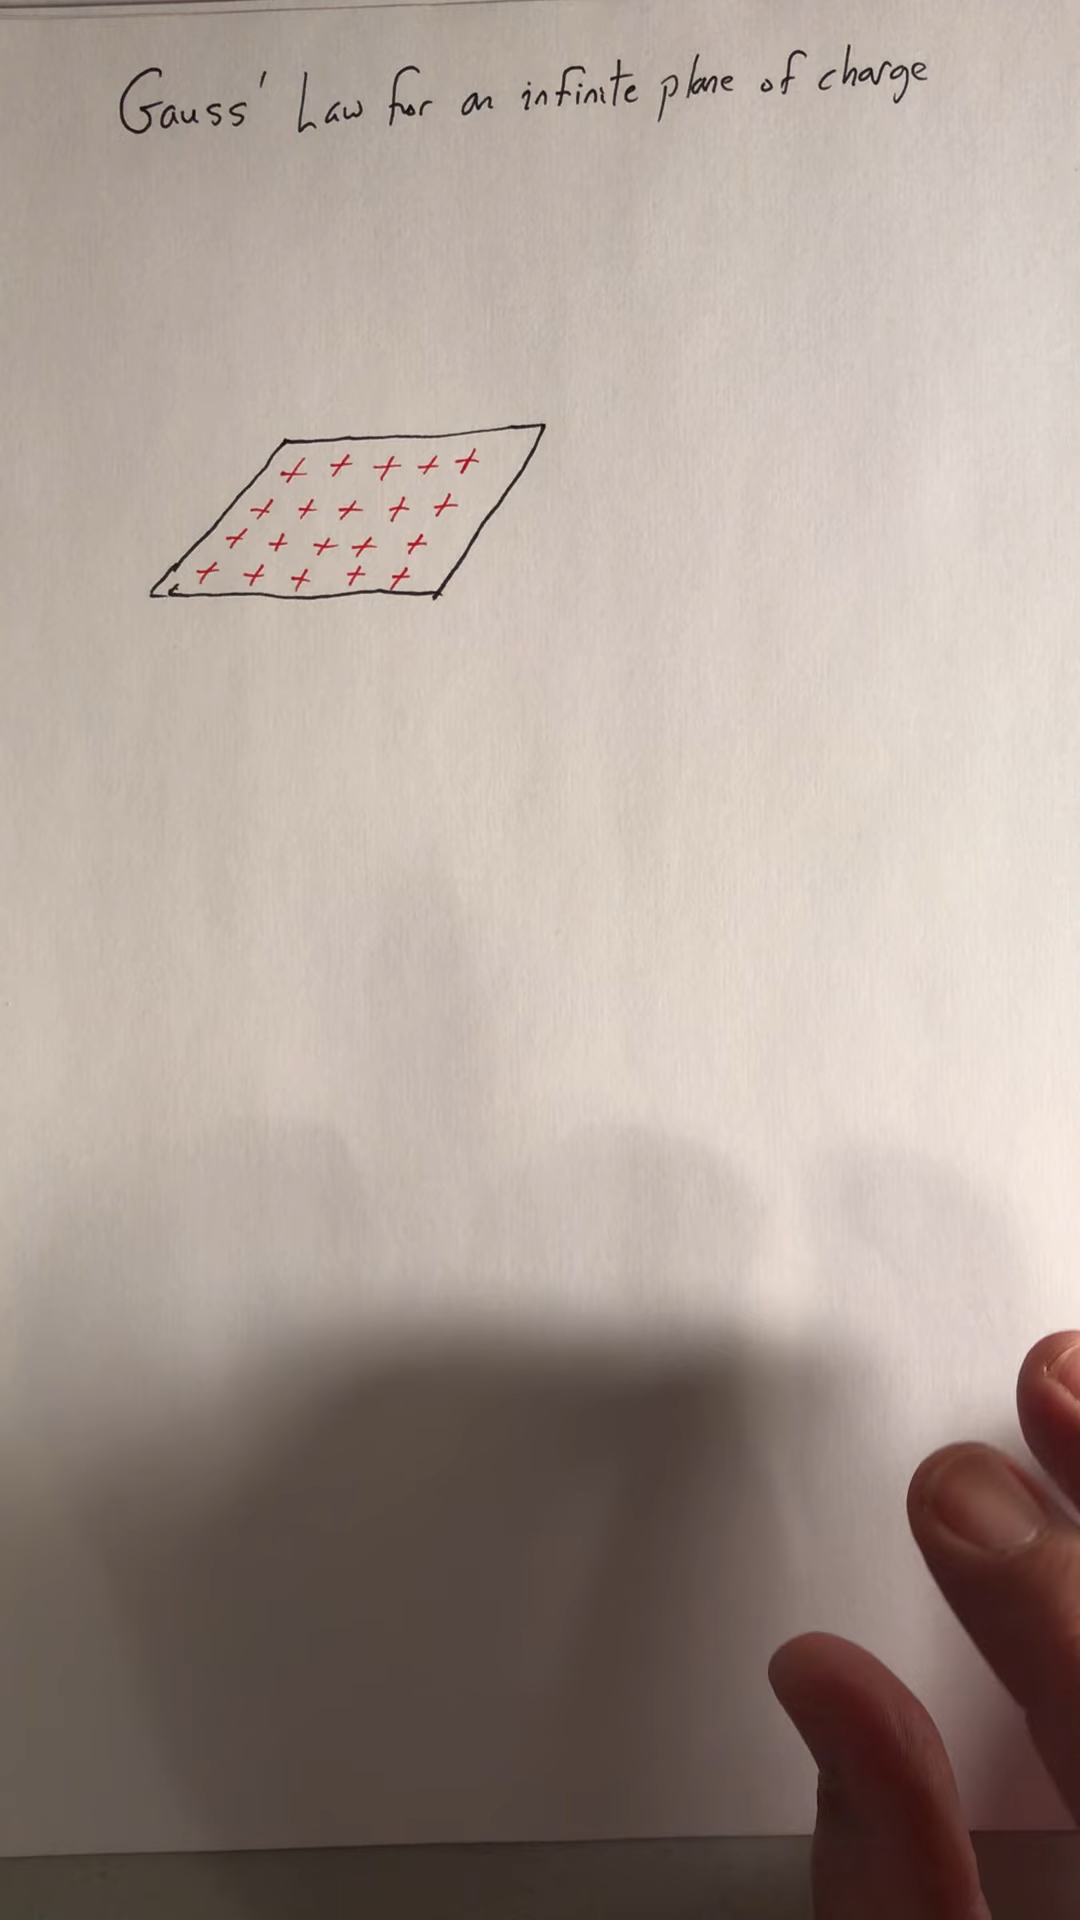 Gauss' Law for an infinite plane of charge
+ + + + +
+ + + + +
+ + + + +
+ + + + +